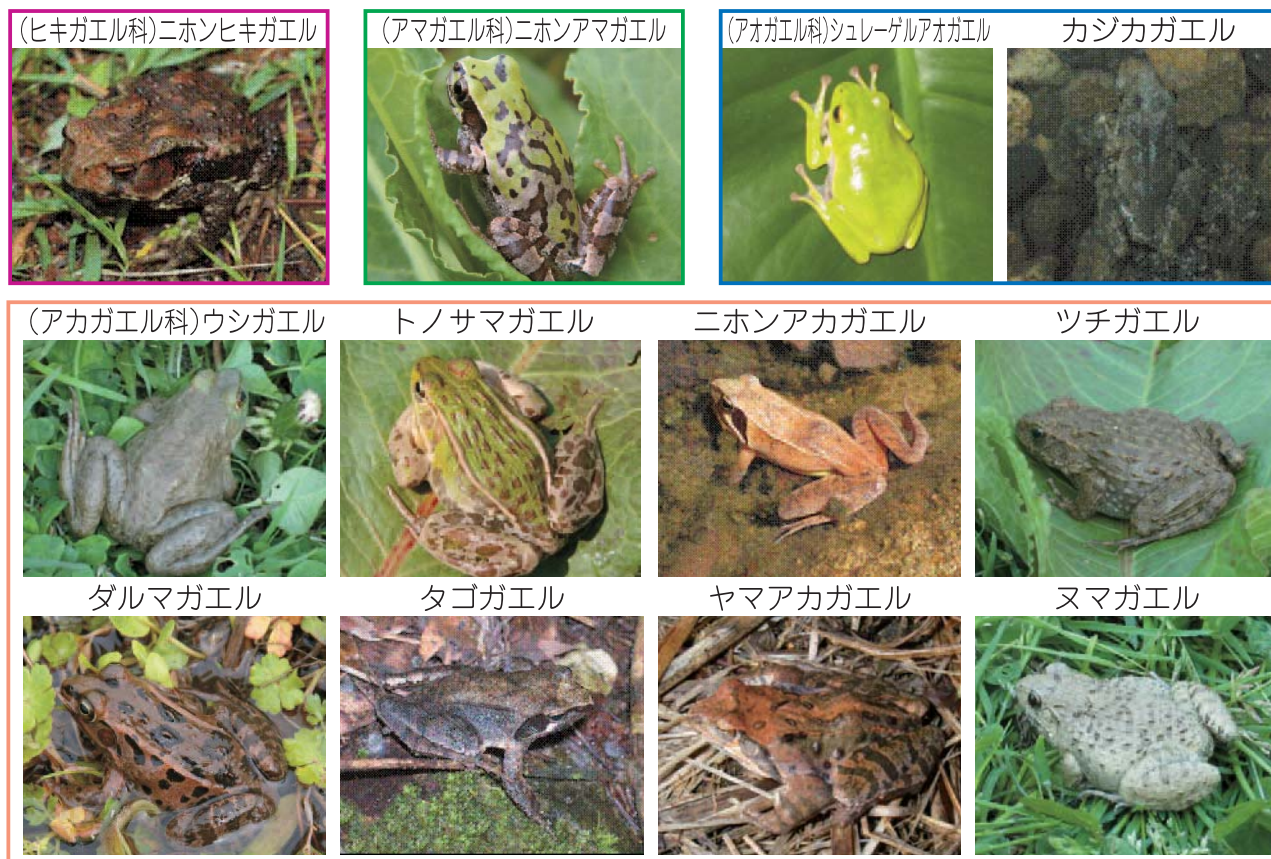 (ヒキガエル科)ニホンヒキガエル
(アマガエル科)ニホンアマガエル
(アオガエル科)シュレーゲルアオガエル
カジカガエル
(アカガエル科)ウシガエル
トノサマガエル
ニホンアカガエル
ツチガエル
ダルマガエル
タゴガエル
ヤマアカガエル
ヌマガエル